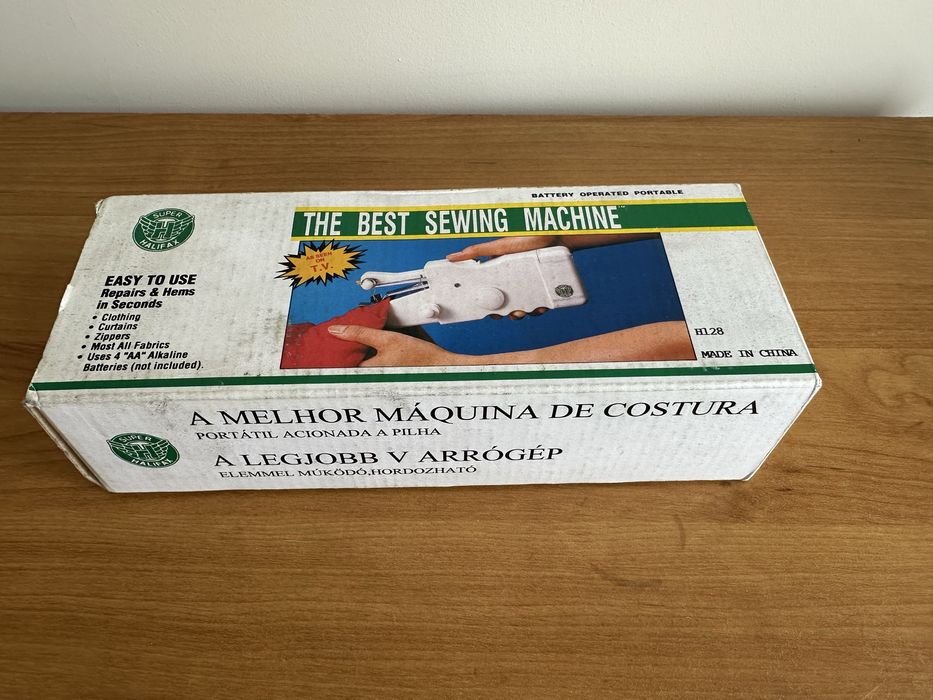 BATTERY OPERATED PORTABLE
THE BEST SEWING MACHINE™
SUPER
H
HALIFAX
AS SEEN
ON
T.V.
EASY TO USE
Repairs & Hems
in Seconds
• Clothing
• Curtains
• Zippers
• Most All Fabrics
• Uses 4 "AA" Alkaline
Batteries (not included).
H128
MADE IN CHINA
A MELHOR MÁQUINA DE COSTURA
PORTÁTIL ACIONADA A PILHA
SUPER
H
HALIFAX
A LEGJOBB V ARRÓGÉP
ELEMMEL MÚKÖDÓ,HORDOZHATÓ